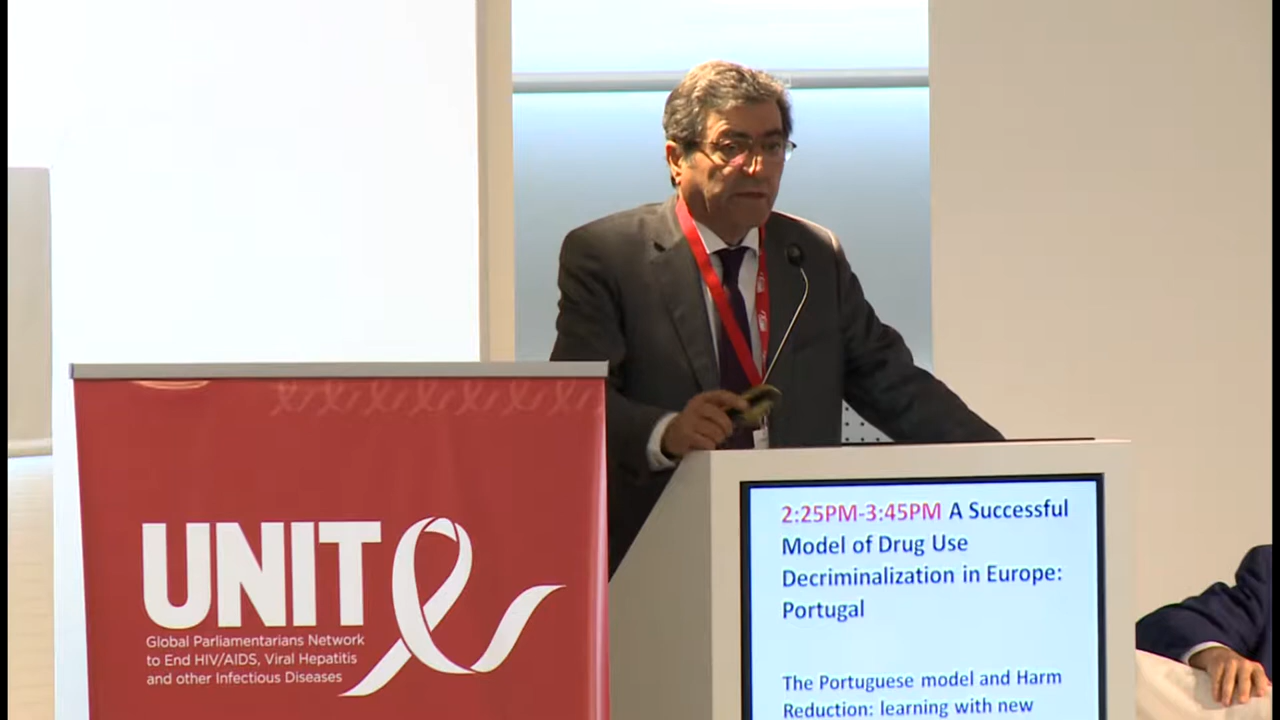 UNITE
Global Parliamentarians Network
to End HIV/AIDS, Viral Hepatitis
and other Infectious Diseases
2:25PM-3:45PM A Successful
Model of Drug Use
Decriminalization in Europe:
Portugal
The Portuguese model and Harm
Reduction: learning with new